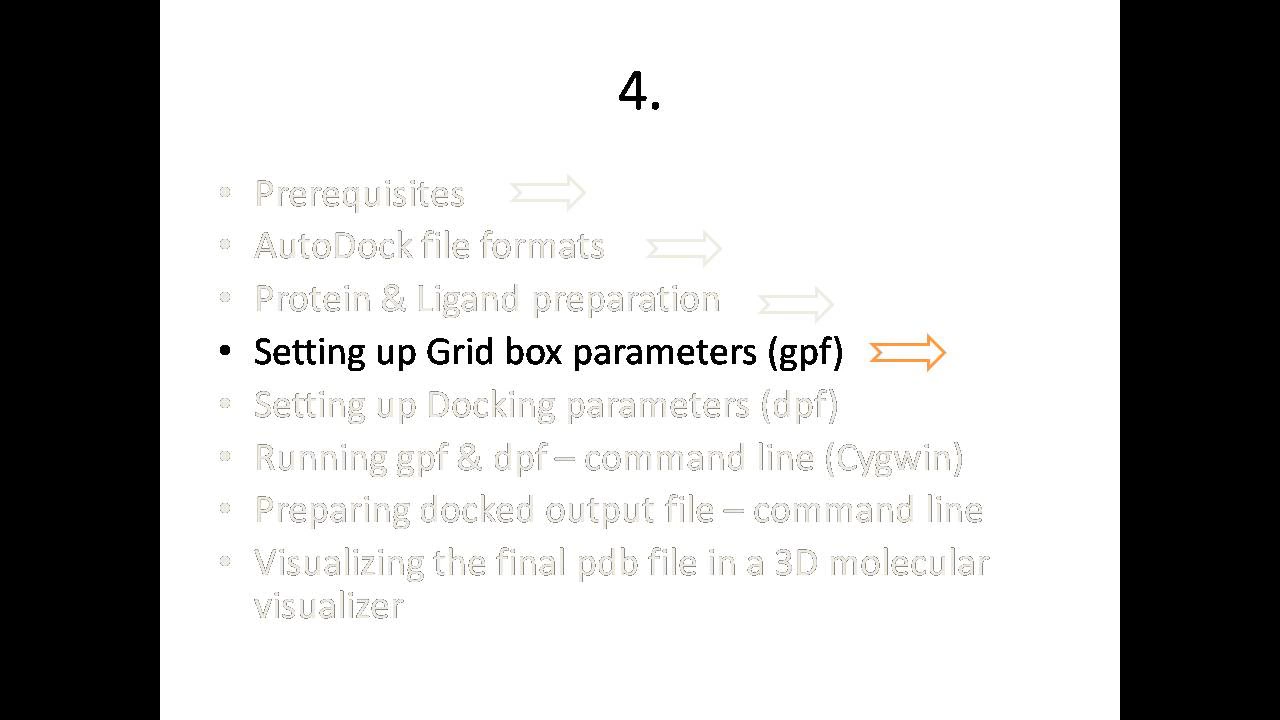 4.
• Prerequisites
• AutoDock file formats
• Protein & Ligand preparation
• Setting up Grid box parameters (gpf)
• Setting up Docking parameters (dpf)
• Running gpf & dpf – command line (Cygwin)
• Preparing docked output file – command line
• Visualizing the final pdb file in a 3D molecular
visualizer